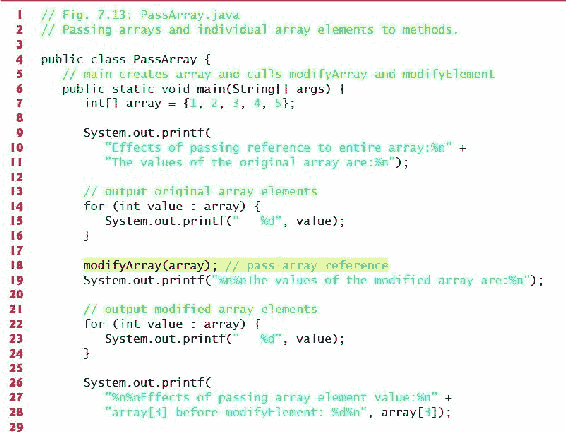 1 // Fig. 7.13: PassArray.java
2 // Passing arrays and individual array elements to methods.
3
4 public class PassArray {
5 // main creates array and calls modifyArray and modifyElement
6 public static void main(String[] args) {
7 int[] array = {1, 2, 3, 4, 5};
8
9 System.out.printf(
10 "Effects of passing reference to entire array:%n" +
11 "The values of the original array are:%n");
12
13 // output original array elements
14 for (int value : array) {
15 System.out.printf("   %d", value);
16 }
17
18 modifyArray(array); // pass array reference
19 System.out.printf("%n%nThe values of the modified array are:%n");
20
21 // output modified array elements
22 for (int value : array) {
23 System.out.printf("   %d", value);
24 }
25
26 System.out.printf(
27 "%n%nEffects of passing array element value:%n" +
28 "array[3] before modifyElement: %d%n", array[3]);
29